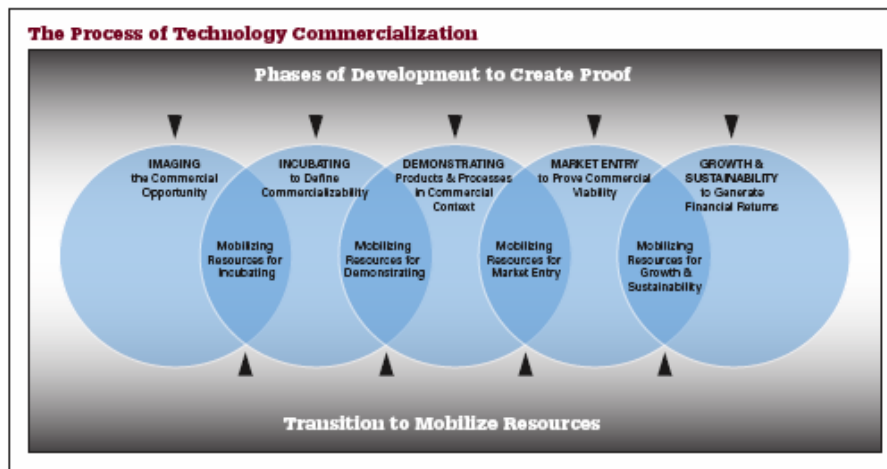 The Process of Technology Commercialization
Phases of Development to Create Proof
IMAGING
the Commercial
Opportunity
INCUBATING
to Define
Commercializability
DEMONSTRATING
Products & Processes
in Commercial
Context
MARKET ENTRY
to Prove Commercial
Viability
GROWTH &
SUSTAINABILITY
to Generate
Financial Returns
Mobilizing
Resources for
Incubating
Mobilizing
Resources for
Demonstrating
Mobilizing
Resources for
Market Entry
Mobilizing
Resources for
Growth &
Sustainability
Transition to Mobilize Resources